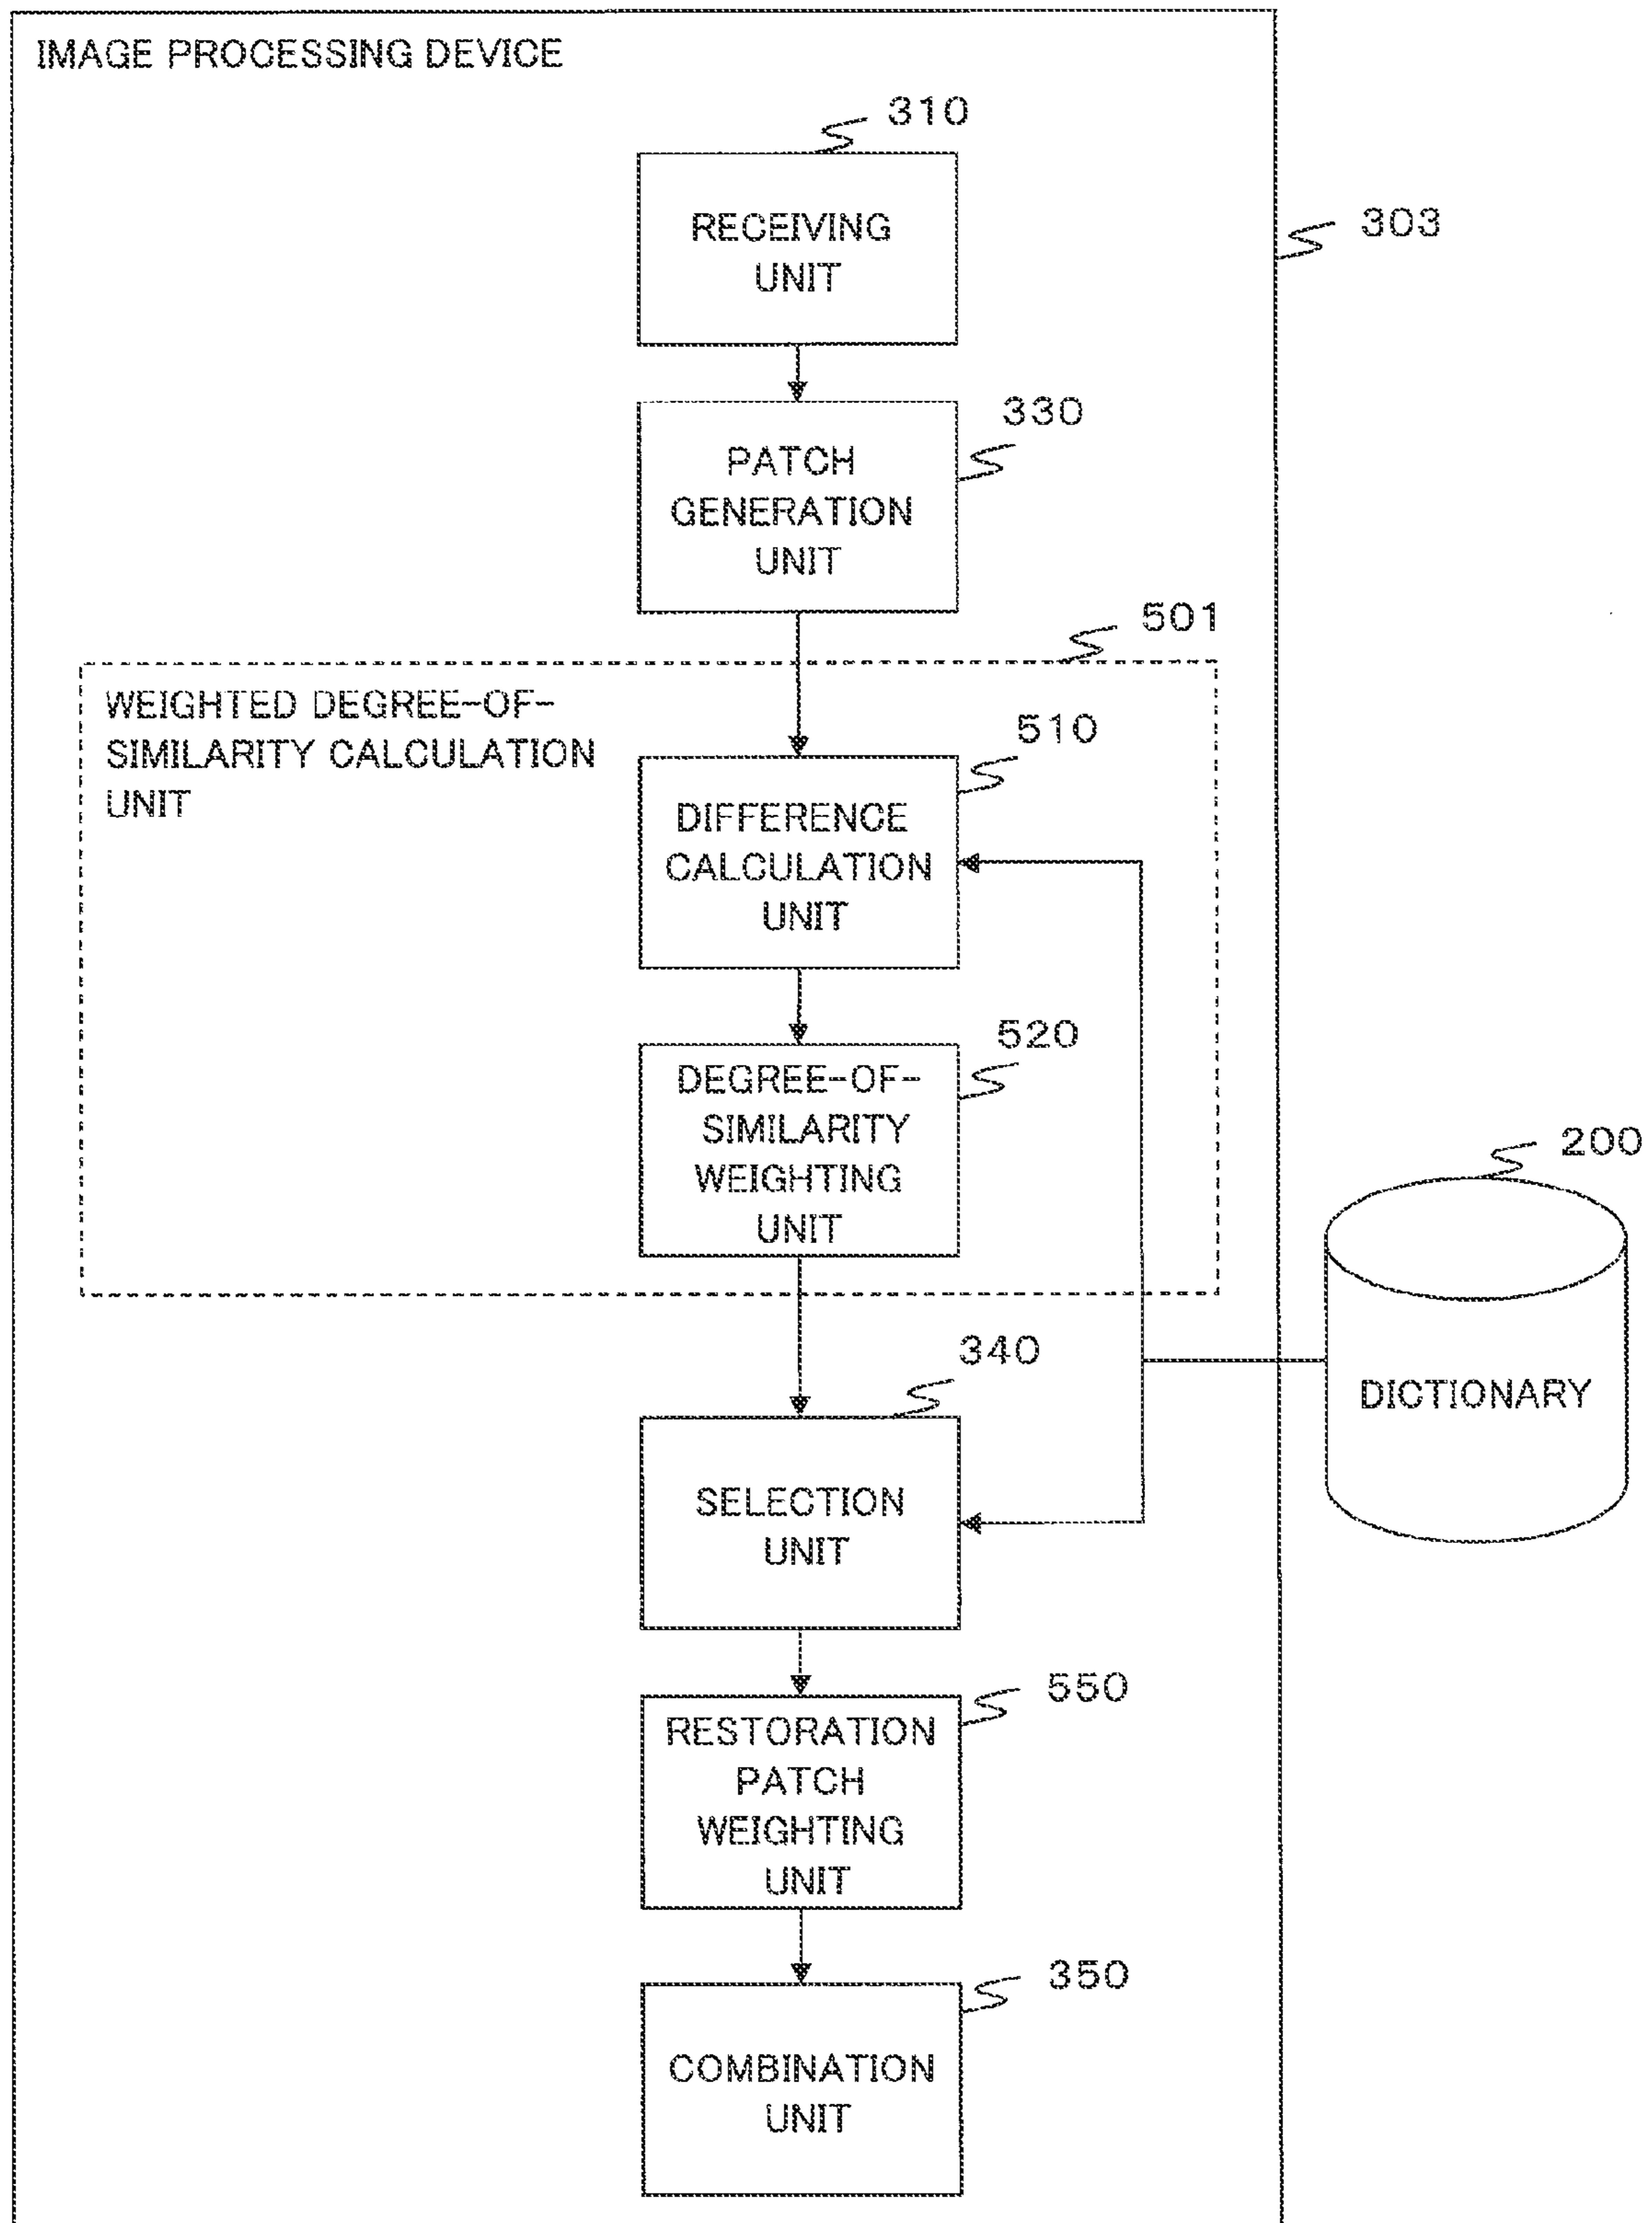 IMAGE PROCESSING DEVICE
310
RECEIVING
UNIT
303
330
PATCH
GENERATION
UNIT
501
WEIGHTED DEGREE-OF-
SIMILARITY CALCULATION
UNIT
510
DIFFERENCE
CALCULATION
UNIT
520
DEGREE-OF-
SIMILARITY
WEIGHTING
UNIT
200
DICTIONARY
340
SELECTION
UNIT
550
RESTORATION
PATCH
WEIGHTING
UNIT
350
COMBINATION
UNIT